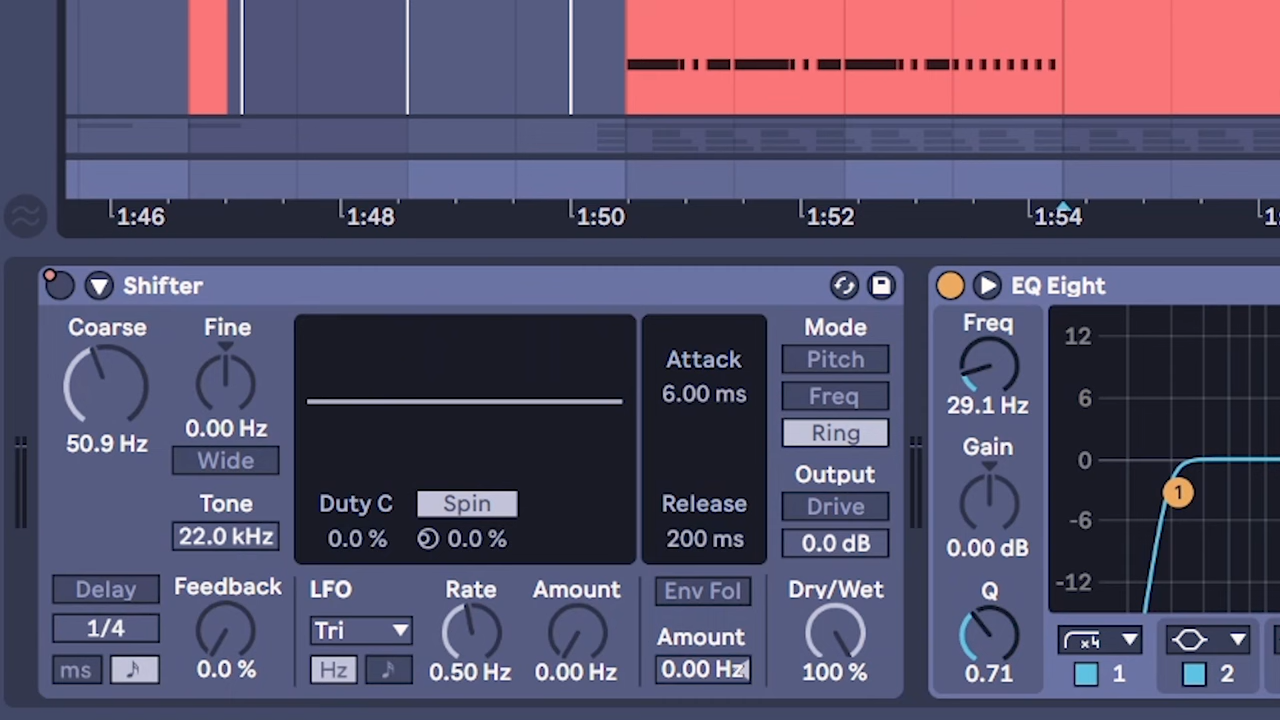 1:46 1:48 1:50 1:52 1:54
Shifter
Coarse
50.9 Hz
Fine
0.00 Hz
Wide
Tone
22.0 kHz
Duty C
0.0 %
Spin
0.0 %
Attack
6.00 ms
Release
200 ms
Mode
Pitch
Freq
Ring
Output
Drive
0.0 dB
Delay
1/4
ms
Feedback
0.0 %
LFO
Tri
Hz
Rate
0.50 Hz
Amount
0.00 Hz
Env Fol
Amount
0.00 Hz
Dry/Wet
100 %
EQ Eight
Freq
29.1 Hz
Gain
0.00 dB
Q
0.71
12
6
0
-6
-12
1
x4
1
2